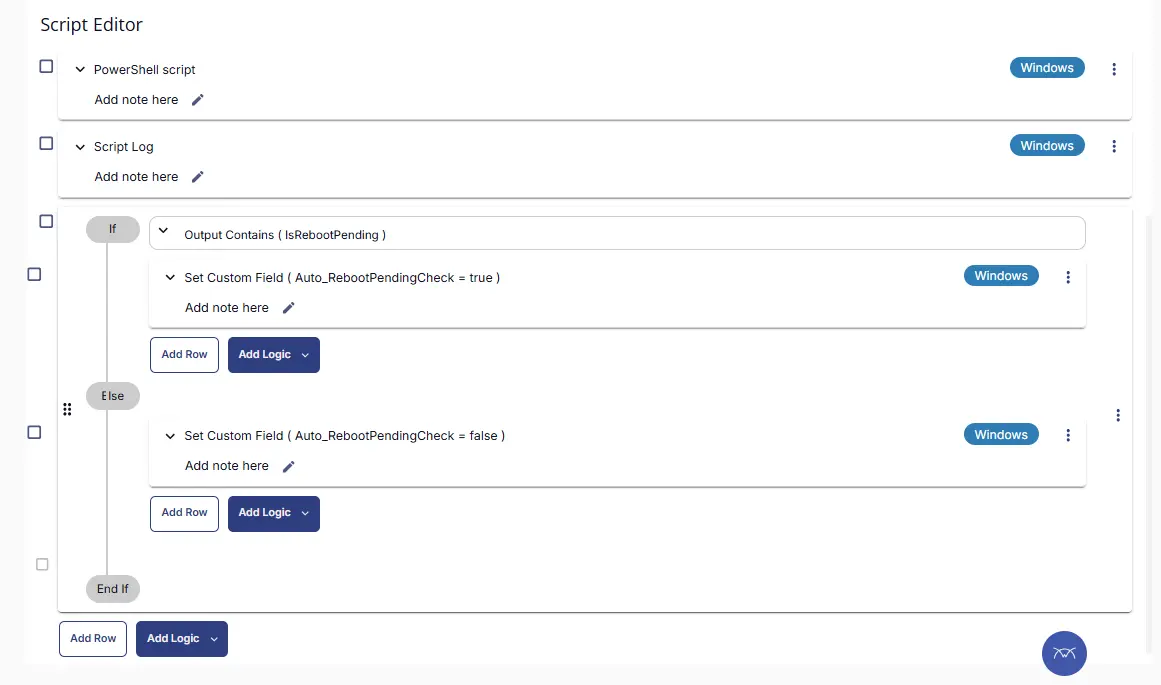 Script Editor
PowerShell script
Windows
Add note here
Script Log
Windows
Add note here
If
Output Contains ( IsRebootPending )
Set Custom Field ( Auto_RebootPendingCheck = true )
Windows
Add note here
Add Row
Add Logic
Else
Set Custom Field ( Auto_RebootPendingCheck = false )
Windows
Add note here
Add Row
Add Logic
End If
Add Row
Add Logic